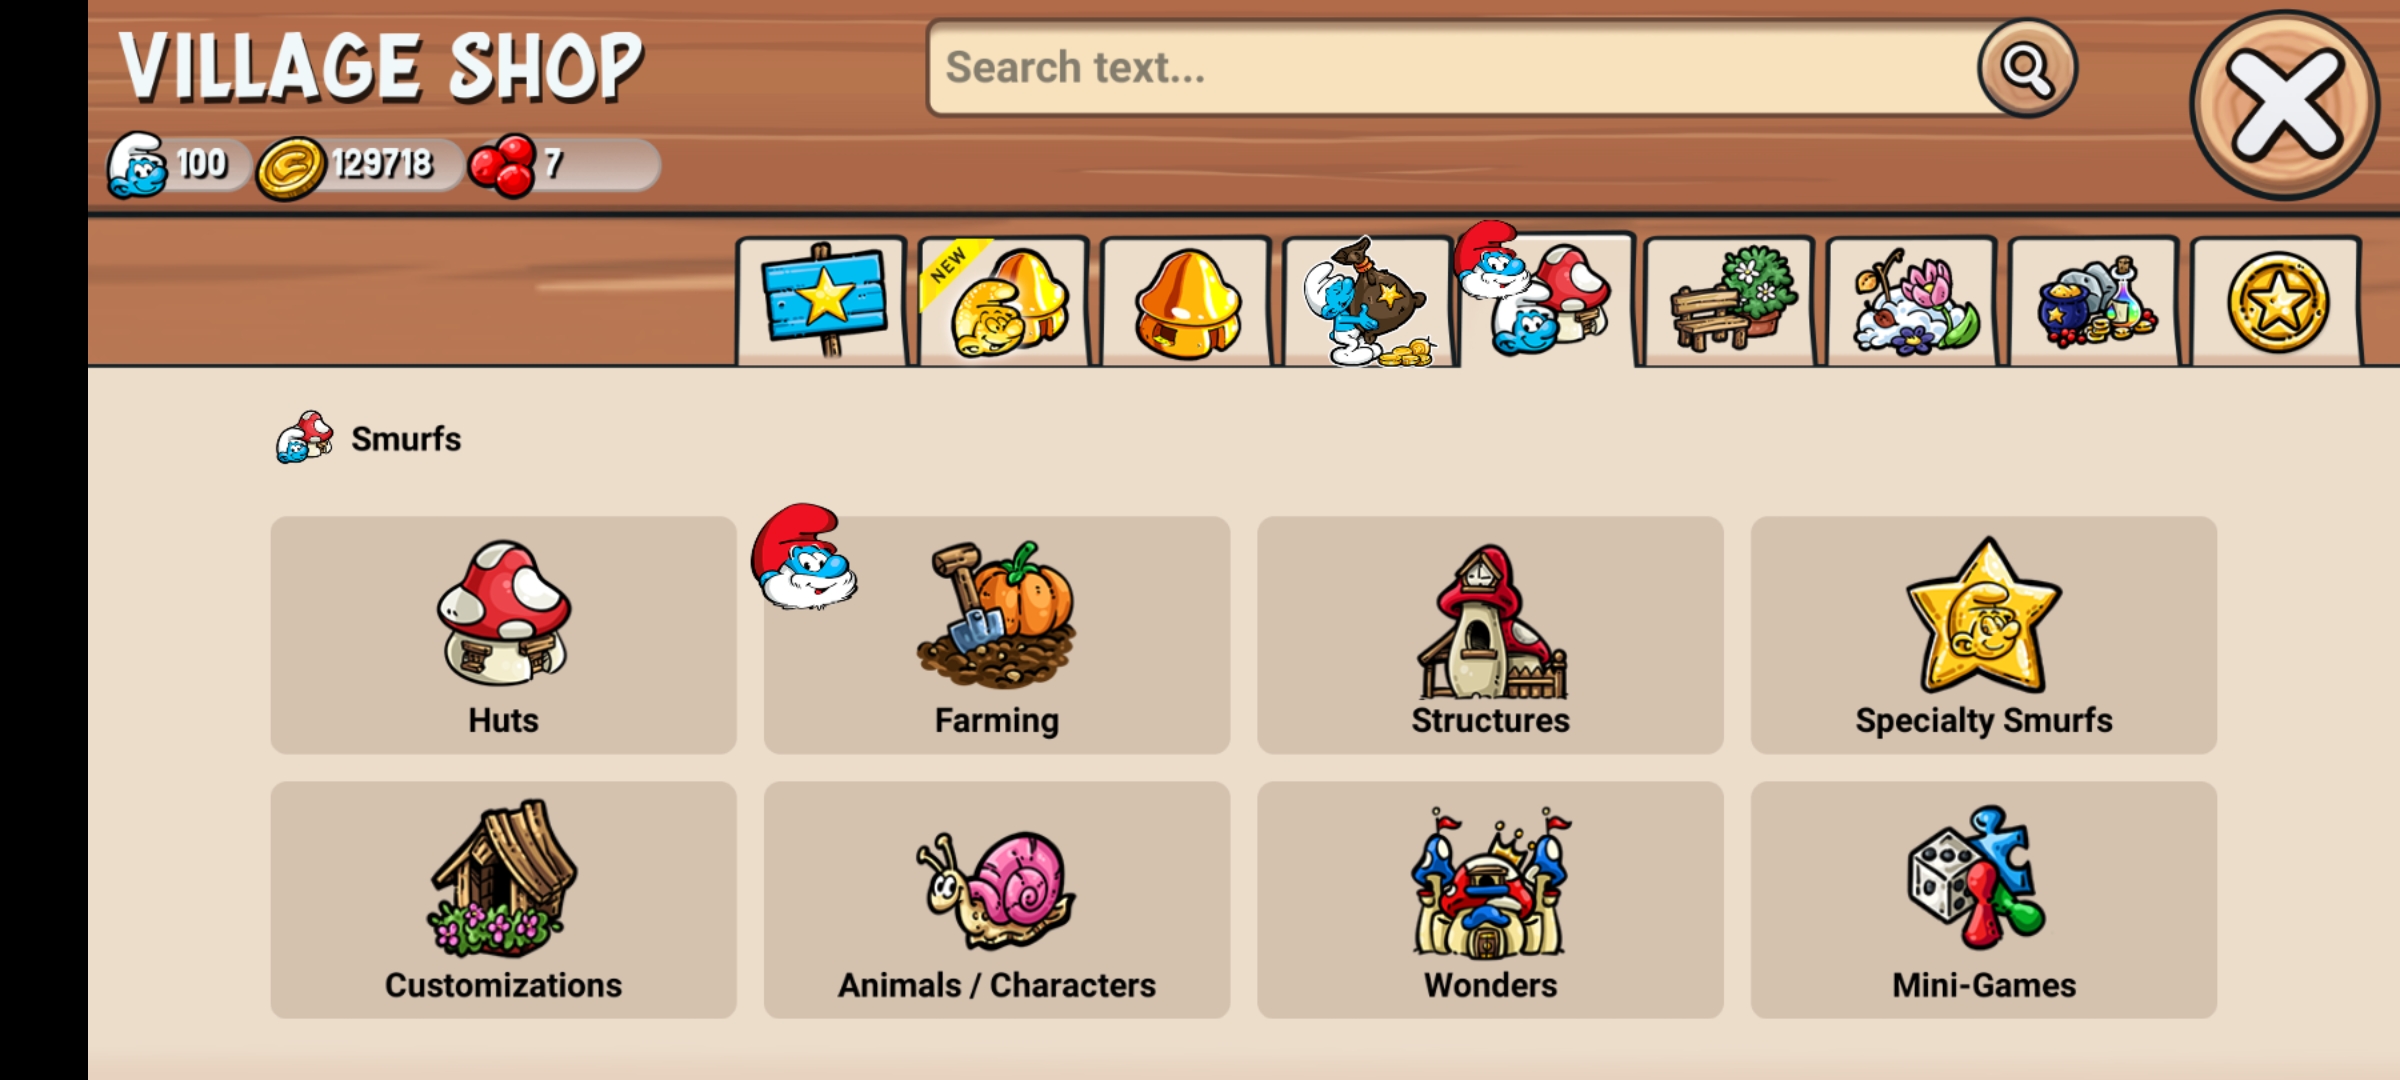 VILLAGE SHOP
Search text...
100
129718
7
NEW
Smurfs
Huts
Farming
Structures
Specialty Smurfs
Customizations
Animals / Characters
Wonders
Mini-Games